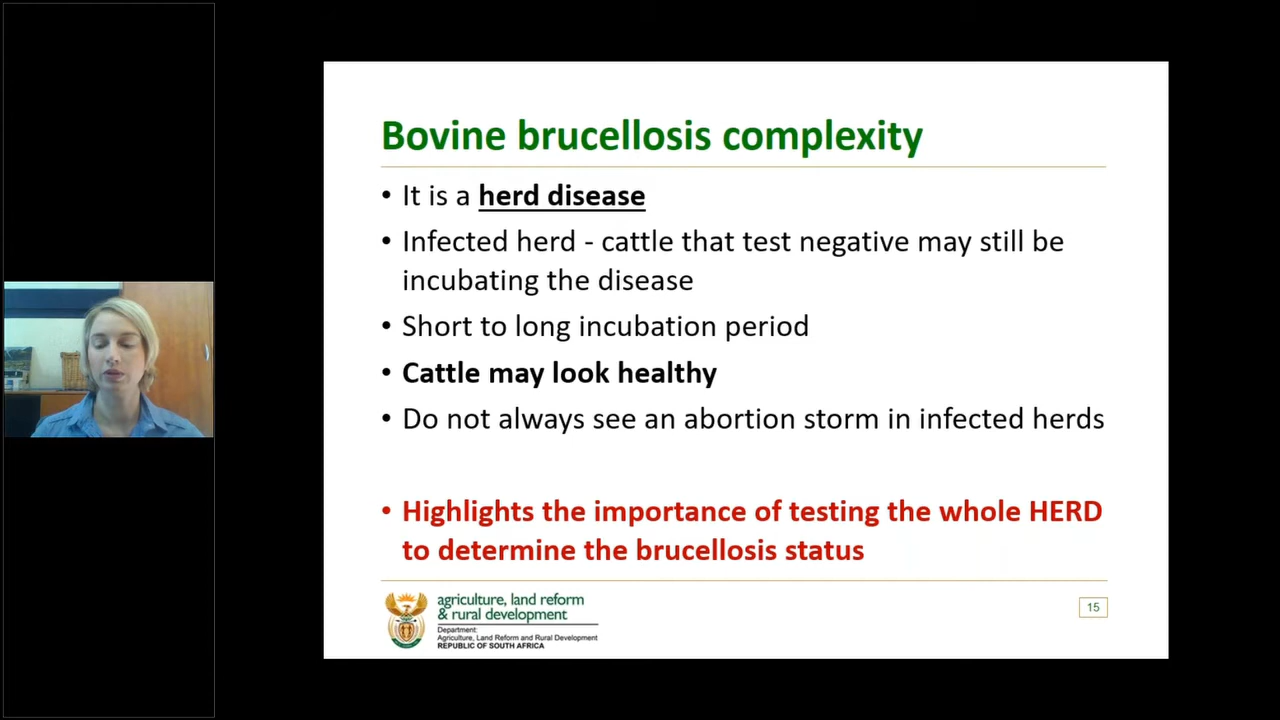 Bovine brucellosis complexity
• It is a herd disease
• Infected herd - cattle that test negative may still be
incubating the disease
• Short to long incubation period
• Cattle may look healthy
• Do not always see an abortion storm in infected herds
• Highlights the importance of testing the whole HERD
to determine the brucellosis status
agriculture, land reform
& rural development
Department:
Agriculture, Land Reform and Rural Development
REPUBLIC OF SOUTH AFRICA
15